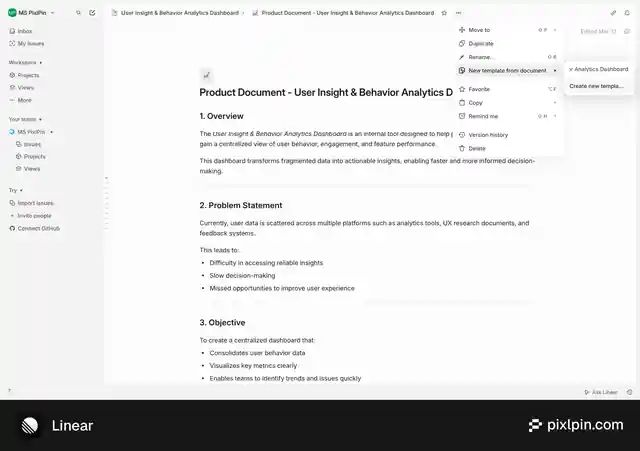 MS PixlPin
User Insight & Behavior Analytics Dashboard
Product Document - User Insight & Behavior Analytics Dashboard
Edited Mar 17
Inbox
My Issues
Workspace
Projects
Views
More
Your teams
MS PixlPin
Issues
Projects
Views
Try
Import issues
Invite people
Connect GitHub
Move to
Duplicate
Rename...
New template from document
Favorite
Copy
Remind me
Version history
Delete
Analytics Dashboard
Create new templa...
Product Document - User Insight & Behavior Analytics D
1. Overview
The User Insight & Behavior Analytics Dashboard is an internal tool designed to help
gain a centralized view of user behavior, engagement, and feature performance.
This dashboard transforms fragmented data into actionable insights, enabling faster and more informed decision-
making.
2. Problem Statement
Currently, user data is scattered across multiple platforms such as analytics tools, UX research documents, and
feedback systems.
This leads to:
• Difficulty in accessing reliable insights
• Slow decision-making
• Missed opportunities to improve user experience
3. Objective
To create a centralized dashboard that:
• Consolidates user behavior data
• Visualizes key metrics clearly
• Enables teams to identify trends and issues quickly
?
Ask Linear
Linear
pixlpin.com